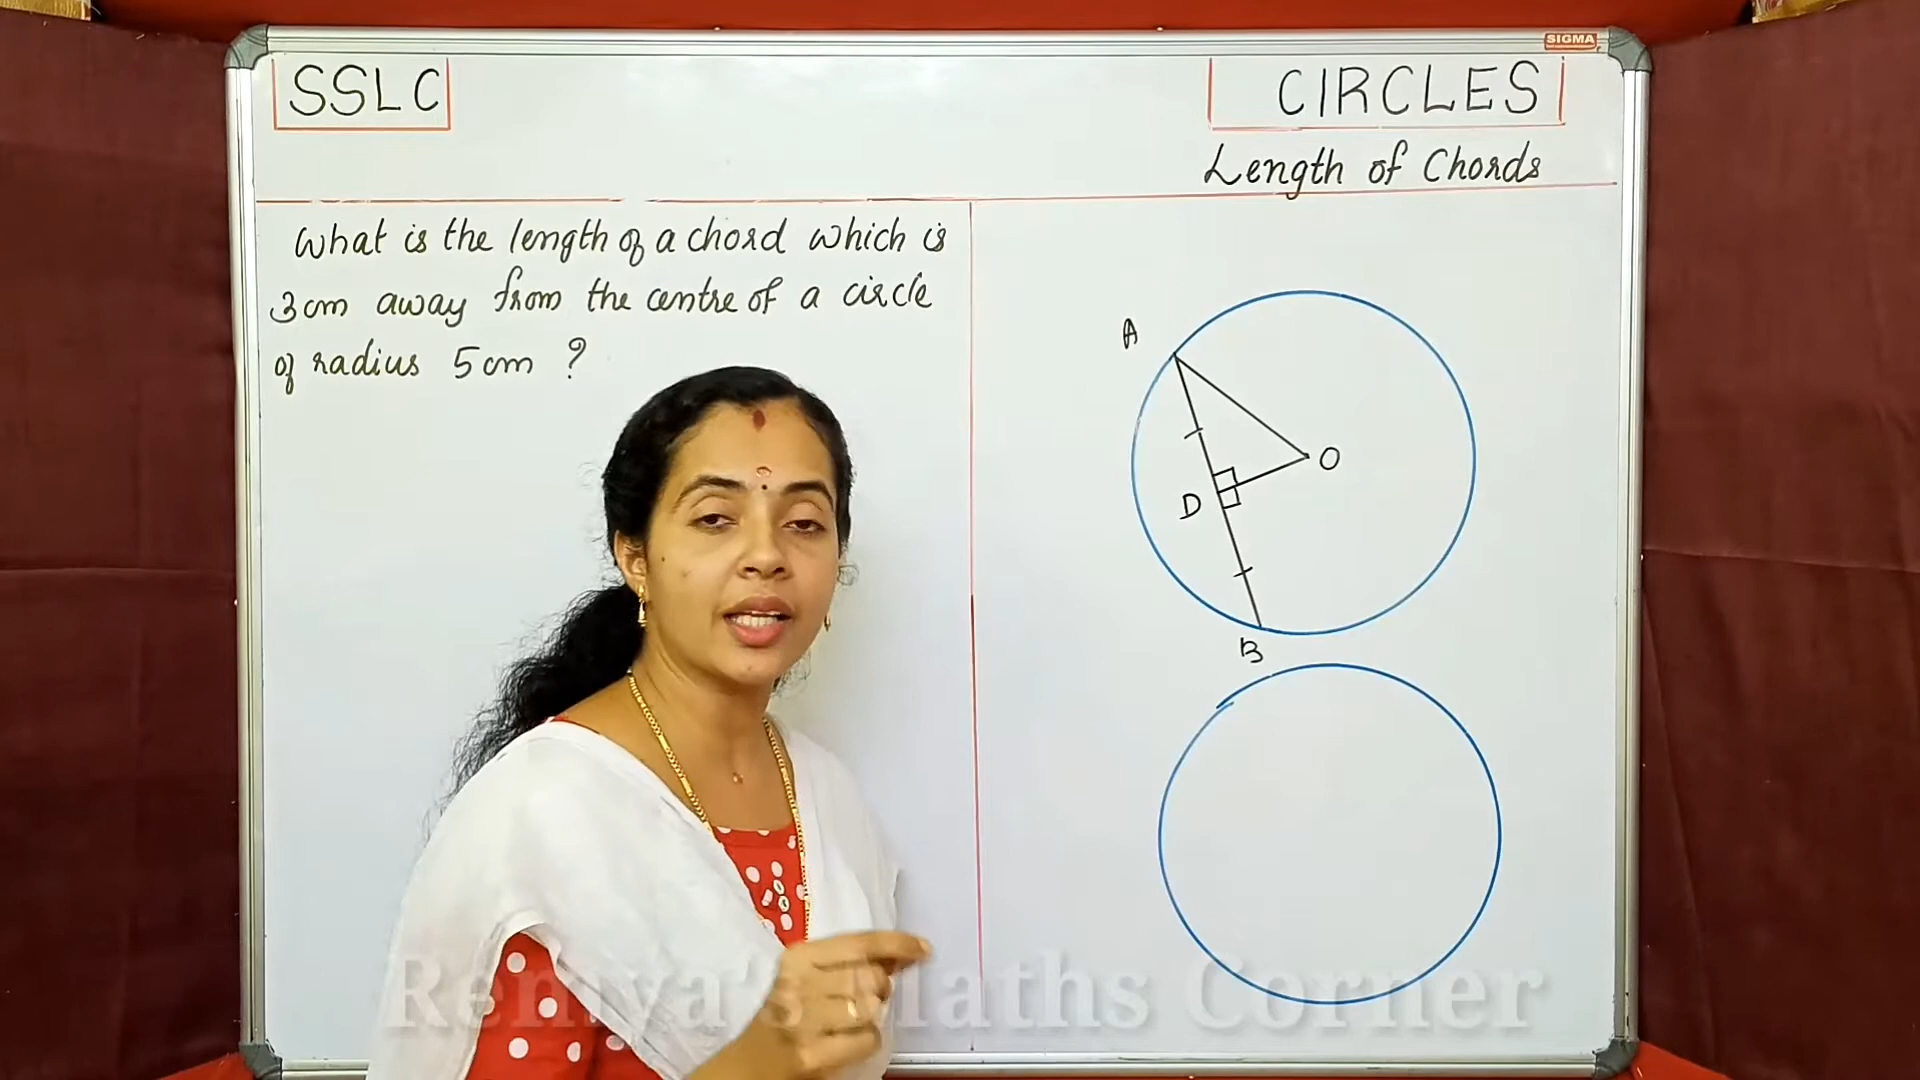 SIGMA
SSLC
CIRCLES
Length of Chords
What is the length of a chord which is
3cm away from the centre of a circle
of radius 5cm ?
A
O
D
B
Remya's Maths Corner